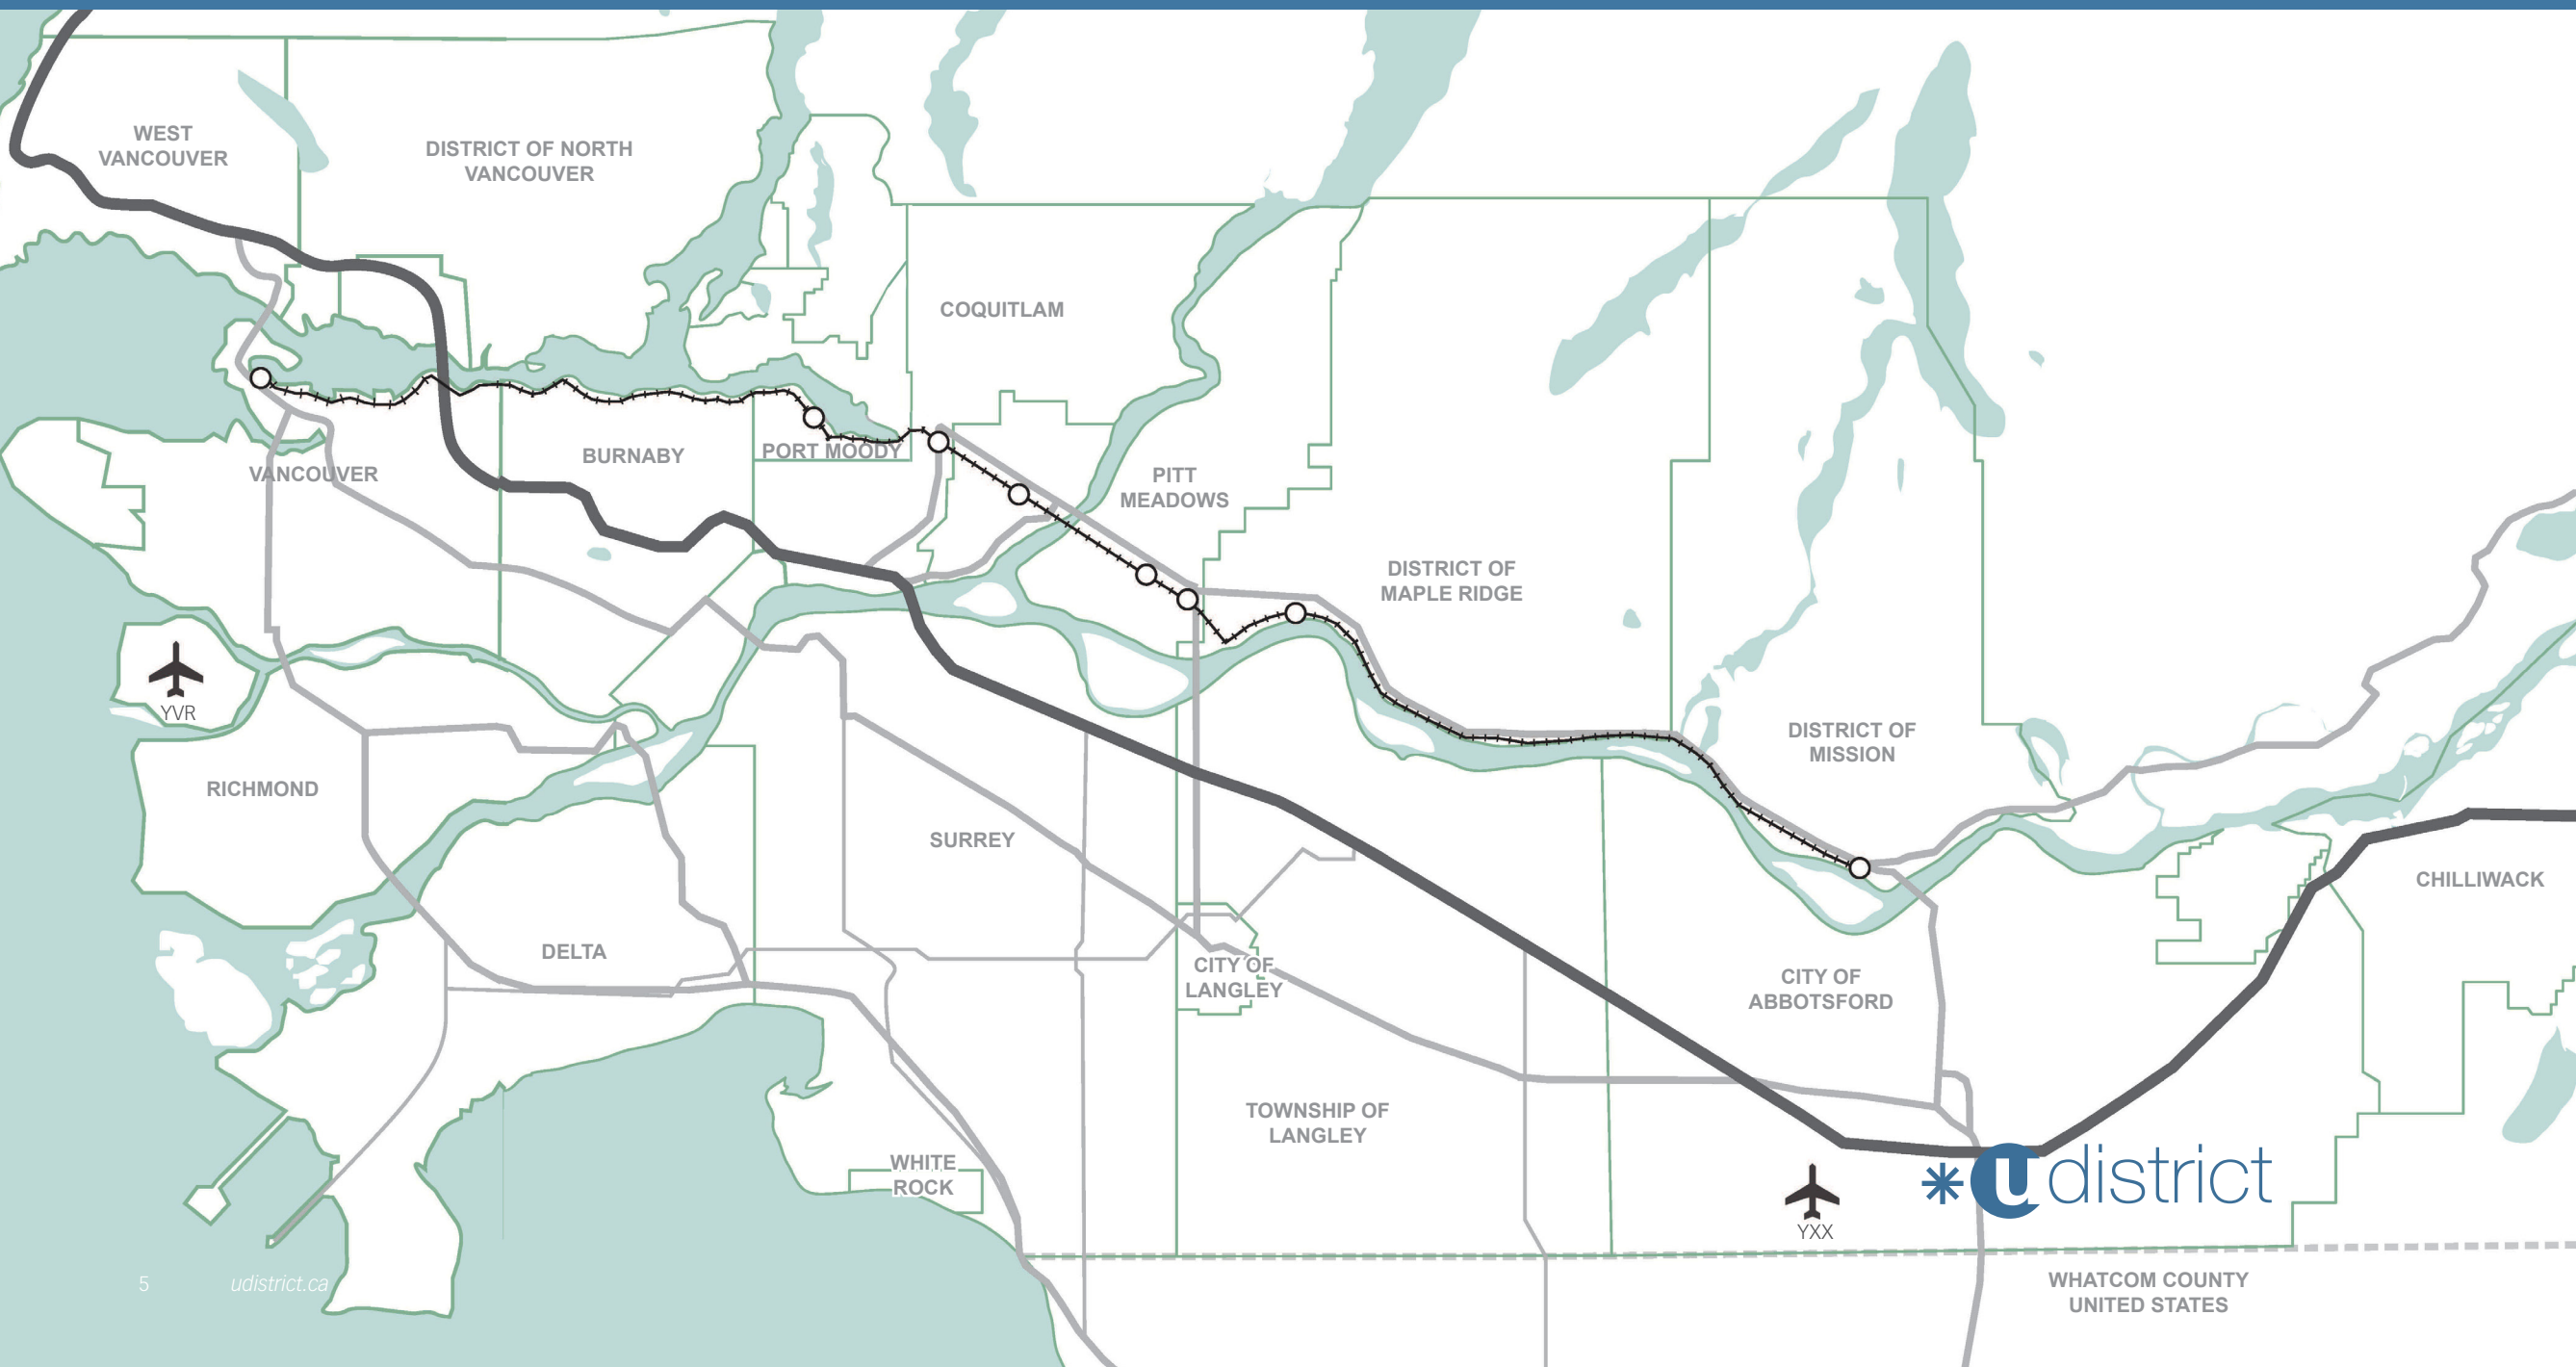 WEST
VANCOUVER
DISTRICT OF NORTH
VANCOUVER
COQUITLAM
VANCOUVER
BURNABY
PORT MOODY
PITT
MEADOWS
DISTRICT OF
MAPLE RIDGE
YVR
RICHMOND
SURREY
DISTRICT OF
MISSION
CHILLIWACK
DELTA
CITY OF
LANGLEY
CITY OF
ABBOTSFORD
TOWNSHIP OF
LANGLEY
WHITE
ROCK
YXX
*udistrict
WHATCOM COUNTY
UNITED STATES
5 udistrict.ca